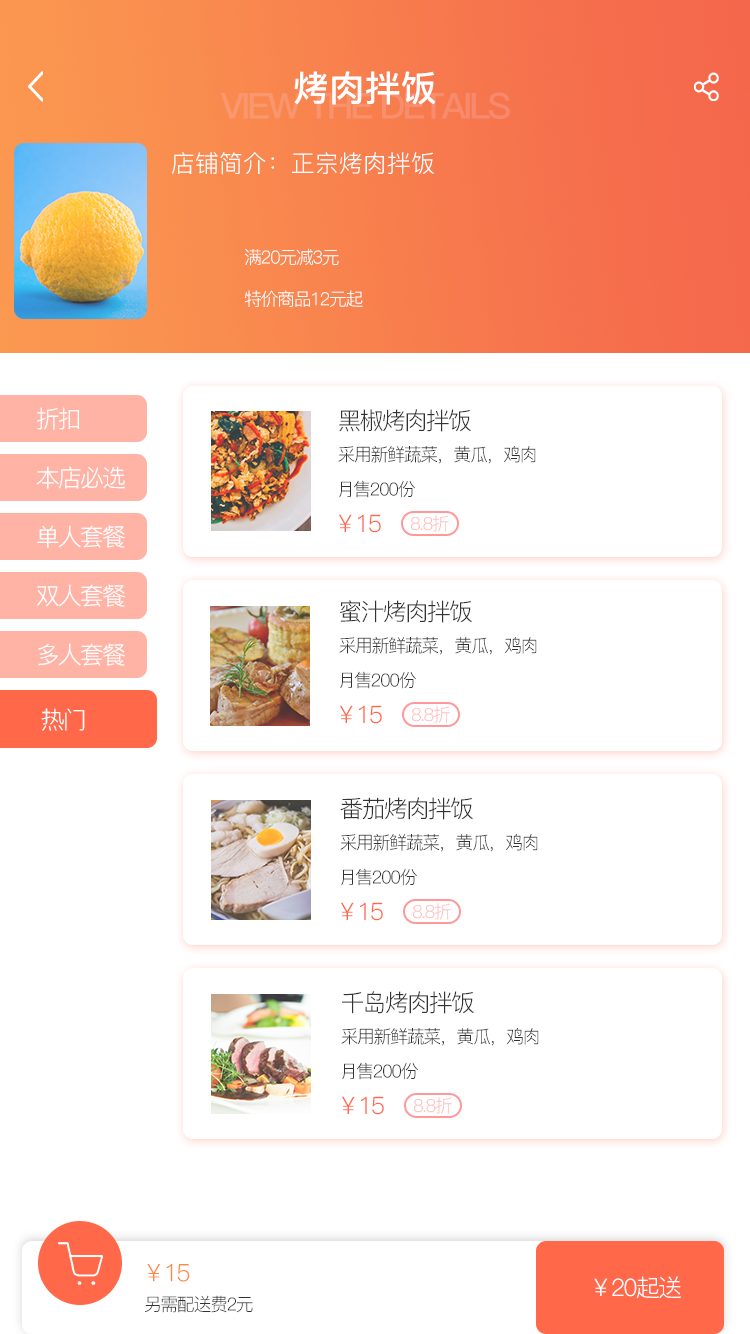 烤肉拌饭
VIEW THE DETAILS
店铺简介：正宗烤肉拌饭
满20元减3元
特价商品12元起
折扣
本店必选
单人套餐
双人套餐
多人套餐
热门
黑椒烤肉拌饭
采用新鲜蔬菜，黄瓜，鸡肉
月售200份
￥15 8.8折
蜜汁烤肉拌饭
采用新鲜蔬菜，黄瓜，鸡肉
月售200份
￥15 8.8折
番茄烤肉拌饭
采用新鲜蔬菜，黄瓜，鸡肉
月售200份
￥15 8.8折
千岛烤肉拌饭
采用新鲜蔬菜，黄瓜，鸡肉
月售200份
￥15 8.8折
￥15
另需配送费2元
￥20起送